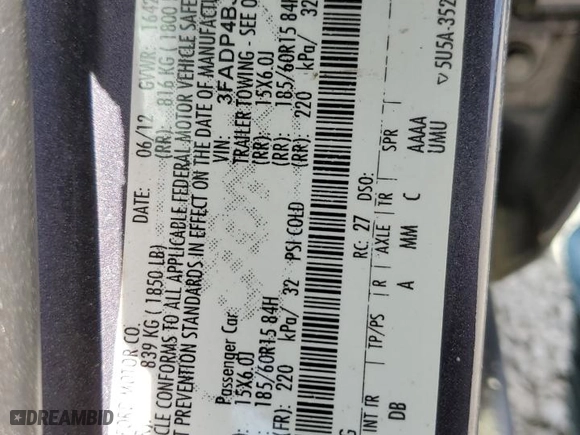 MOTOR CO.
DATE: 06/12 GVWR: 
839 KG ( 1850 LB) (RR): 816 KG ( 1800
CONFORMS TO ALL APPLICABLE FEDERAL MOTOR VEHICLE SAFE
T PREVENTION STANDARDS IN EFFECT ON THE DATE OF MANUFAC
VIN: 3FADP4B
Passenger Car TRAILER TOWING - SEE O
15X6.0J (RR): 15X6.0J
185/60R15 84H (RR): 185/60R15 84H
(FR): 220 kPa/ 32 PSI COLD (RR): 220 kPa/ 32
RC: 27 DSO:
INT TR TP/PS R AXLE TR SPR
DB A MM C AAAA
UMU
5U5A-352
DREAMBID